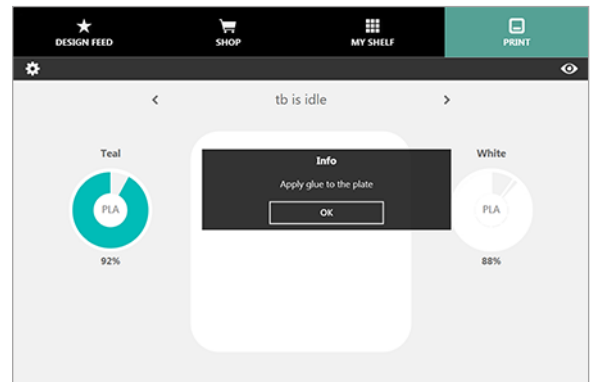 DESIGN FEED
SHOP
MY SHELF
PRINT
tb is idle
Teal
PLA
92%
Info
Apply glue to the plate
OK
White
PLA
88%